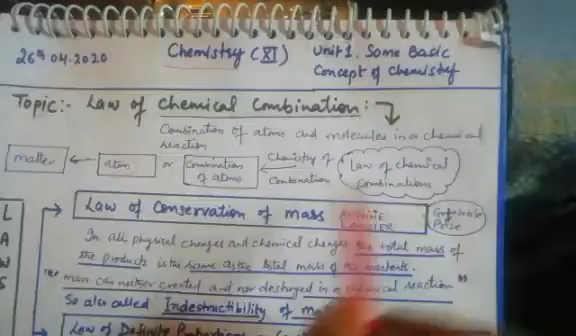 26th 04.2020
Chemistry (XI)
Unit 1. Some Basic
Concept of Chemistry
Topic:- Law of Chemical Combination:
Combination of atoms and molecules in a chemical
reaction
matter
atom
or
Combination
of atoms
Chemistry of
Combination
Law of chemical
Combination
L
A
W
S
Law of Conservation of Mass
Prize
In all physical changes and chemical changes the total mass of
the products is the same as the total mass of the reactants.
"mass can neither created and nor destroyed in a chemical reaction"
So also called Indestructibility of
Law of Definite Proportions